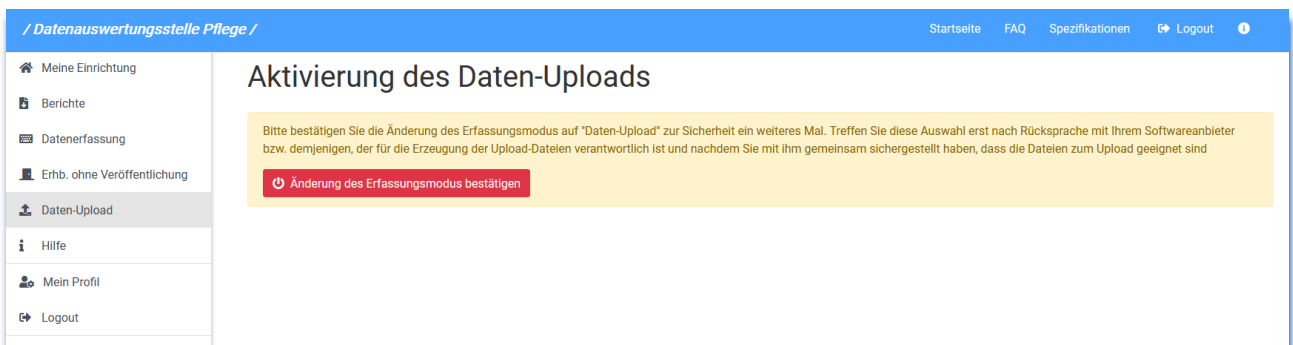 / Datenauswertungsstelle Pflege /
Startseite FAQ Spezifikationen Logout
Meine Einrichtung
Berichte
Datenerfassung
Erhb. ohne Veröffentlichung
Daten-Upload
Hilfe
Mein Profil
Logout
Aktivierung des Daten-Uploads
Bitte bestätigen Sie die Änderung des Erfassungsmodus auf "Daten-Upload" zur Sicherheit ein weiteres Mal. Treffen Sie diese Auswahl erst nach Rücksprache mit Ihrem Softwareanbieter
bzw. demjenigen, der für die Erzeugung der Upload-Dateien verantwortlich ist und nachdem Sie mit ihm gemeinsam sichergestellt haben, dass die Dateien zum Upload geeignet sind
Änderung des Erfassungsmodus bestätigen